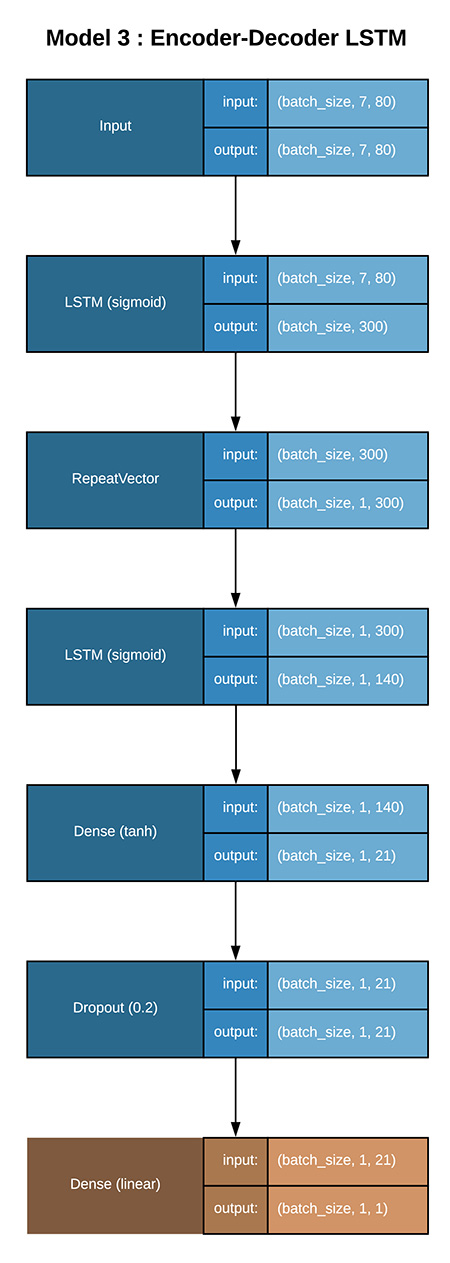 Model 3 : Encoder-Decoder LSTM
Input
input: (batch_size, 7, 80)
output: (batch_size, 7, 80)
LSTM (sigmoid)
input: (batch_size, 7, 80)
output: (batch_size, 300)
RepeatVector
input: (batch_size, 300)
output: (batch_size, 1, 300)
LSTM (sigmoid)
input: (batch_size, 1, 300)
output: (batch_size, 1, 140)
Dense (tanh)
input: (batch_size, 1, 140)
output: (batch_size, 1, 21)
Dropout (0.2)
input: (batch_size, 1, 21)
output: (batch_size, 1, 21)
Dense (linear)
input: (batch_size, 1, 21)
output: (batch_size, 1, 1)